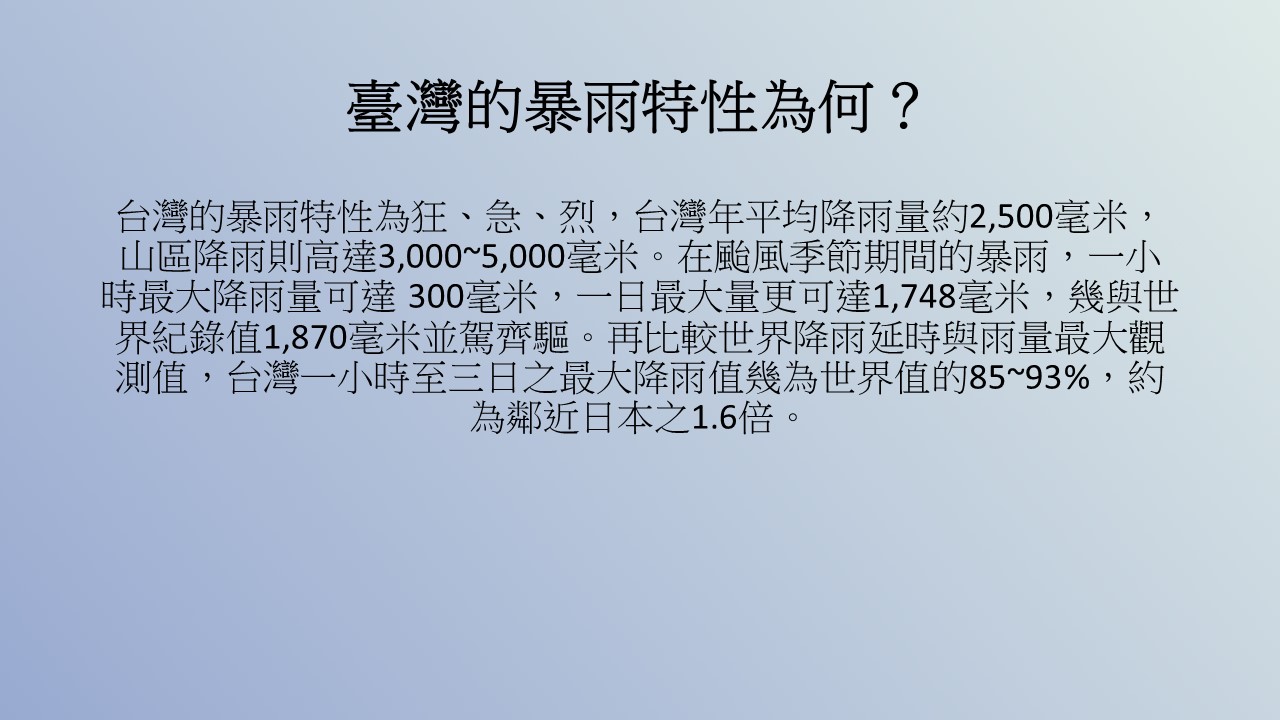 臺灣的暴雨特性為何？
台灣的暴雨特性為狂、急、烈，台灣年平均降雨量約2,500毫米，
山區降雨則高達3,000~5,000毫米。在颱風季節期間的暴雨，一小
時最大降雨量可達 300毫米，一日最大量更可達1,748毫米，幾與世
界紀錄值1,870毫米並駕齊驅。再比較世界降雨延時與雨量最大觀
測值，台灣一小時至三日之最大降雨值幾為世界值的85~93%，約
為鄰近日本之1.6倍。